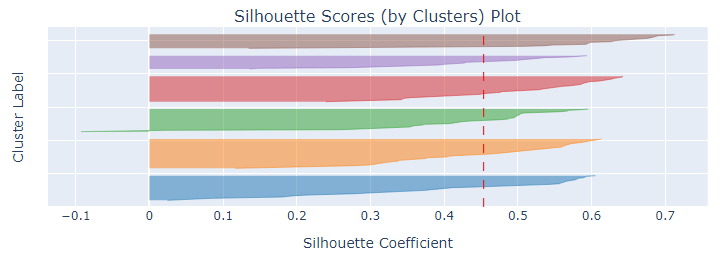 Silhouette Scores (by Clusters) Plot
Cluster Label
−0.1 0 0.1 0.2 0.3 0.4 0.5 0.6 0.7
Silhouette Coefficient